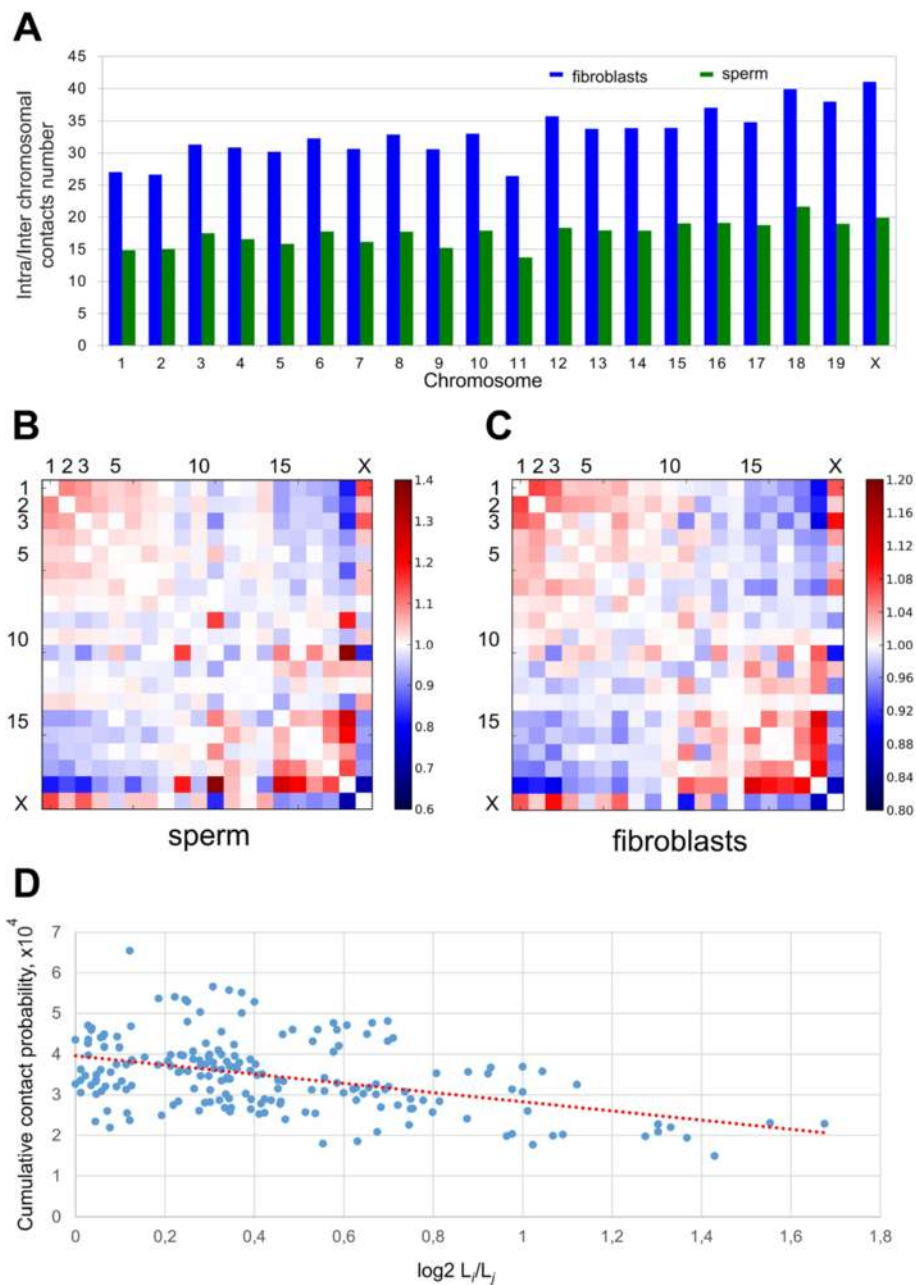 A
45
40
35
30
25
20
15
10
5
0
Intra/Inter chromosomal
contacts number
fibroblasts sperm
1 2 3 4 5 6 7 8 9 10 11 12 13 14 15 16 17 18 19 X
Chromosome
B
1 2 3 5 10 15 X
1
2
3
5
10
15
X
1.4
1.3
1.2
1.1
1.0
0.9
0.8
0.7
0.6
sperm
C
1 2 3 5 10 15 X
1
2
3
5
10
15
X
1.20
1.15
1.10
1.05
1.00
0.96
0.92
0.88
0.84
0.80
fibroblasts
D
Cumulative contact probability, x10⁴
7
6
5
4
3
2
1
0
0 0,2 0,4 0,6 0,8 1 1,2 1,4 1,6 1,8
log2 Lᵢ/Lⱼ